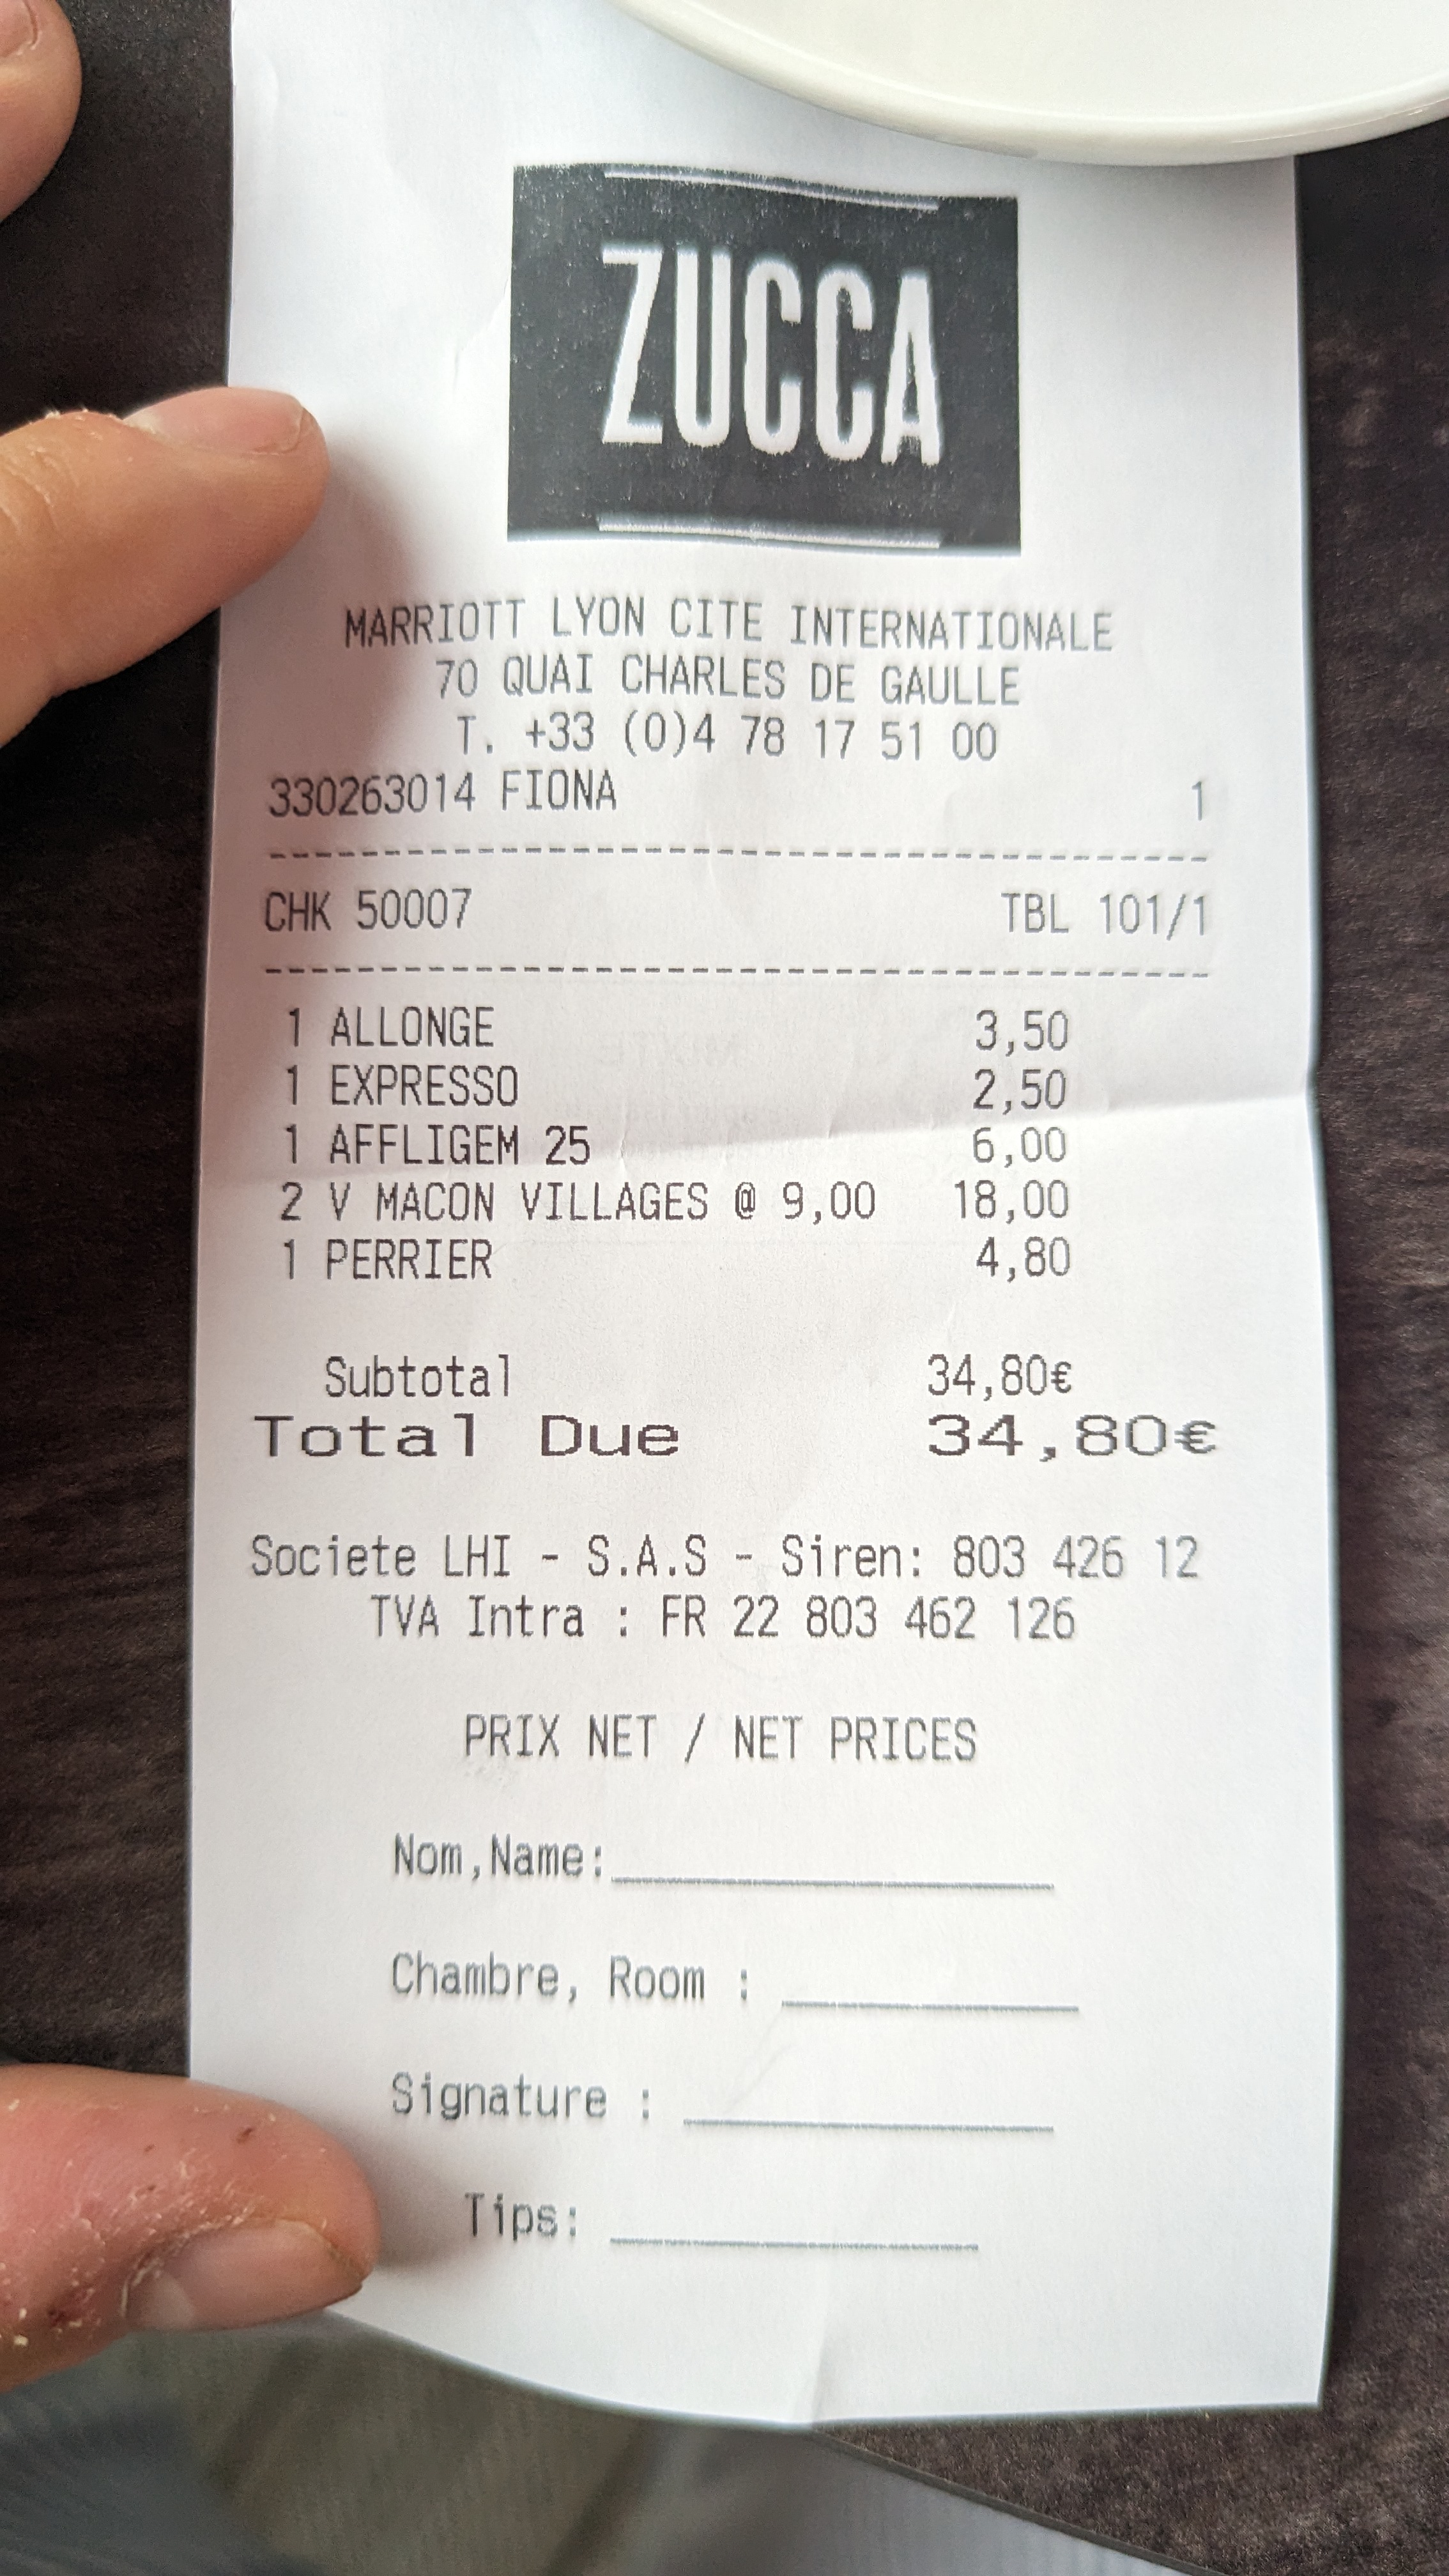 ZUCCA
MARRIOTT LYON CITE INTERNATIONALE
70 QUAI CHARLES DE GAULLE
T. +33 (0)4 78 17 51 00
330263014 FIONA 1
CHK 50007 TBL 101/1
1 ALLONGE 3,50
1 EXPRESSO 2,50
1 AFFLIGEM 25 6,00
2 V MACON VILLAGES @ 9,00 18,00
1 PERRIER 4,80
Subtotal 34,80€
Total Due 34,80€
Societe LHI - S.A.S - Siren: 803 426 12
TVA Intra : FR 22 803 462 126
PRIX NET / NET PRICES
Nom,Name:
Chambre, Room :
Signature :
Tips: